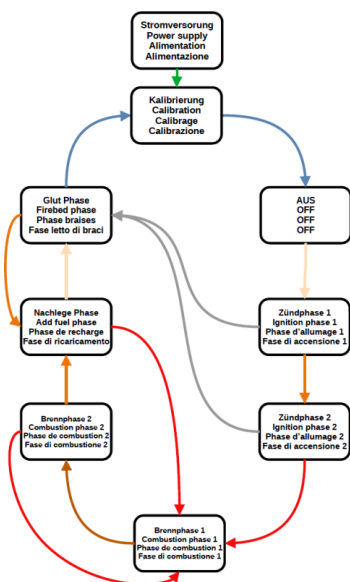 Stromversorung
Power supply
Alimentation
Alimentazione
Kalibrierung
Calibration
Calibrage
Calibrazione
Glut Phase
Firebed phase
Phase braises
Fase letto di braci
AUS
OFF
OFF
OFF
Nachlege Phase
Add fuel phase
Phase de recharge
Fase di ricaricamento
Zündphase 1
Ignition phase 1
Phase d'allumage 1
Fase di accensione 1
Brennphase 2
Combustion phase 2
Phase de combustion 2
Fase di combustione 2
Zündphase 2
Ignition phase 2
Phase d'allumage 2
Fase di accensione 2
Brennphase 1
Combustion phase 1
Phase de combustion 1
Fase di combustione 1